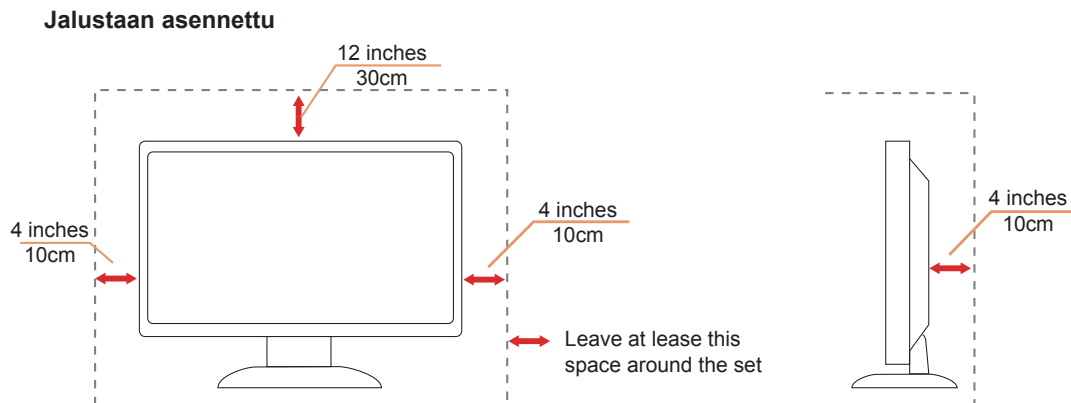 Jalustaan asennettu
12 inches
30cm
4 inches
10cm
4 inches
10cm
4 inches
10cm
Leave at lease this
space around the set